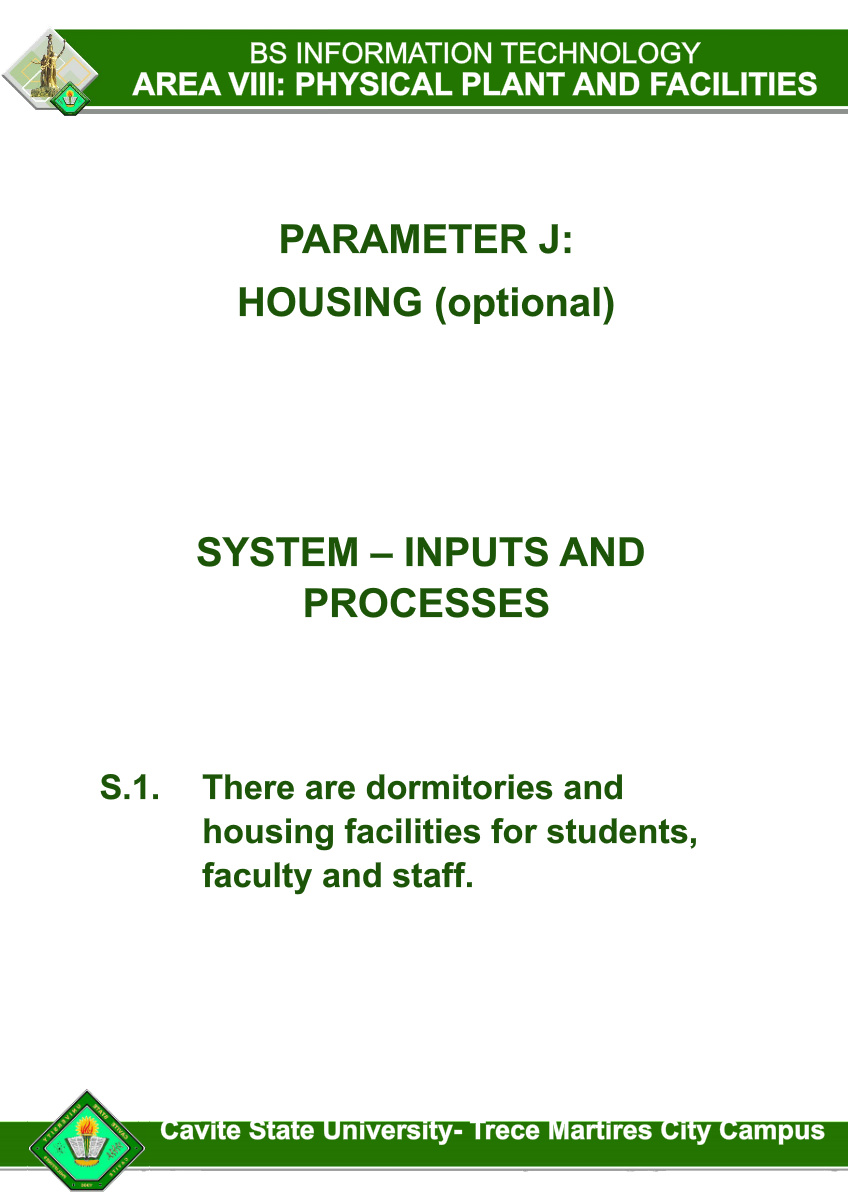 BS INFORMATION TECHNOLOGY
AREA VIII: PHYSICAL PLANT AND FACILITIES
PARAMETER J:
HOUSING (optional)
SYSTEM – INPUTS AND
PROCESSES
S.1. There are dormitories and
housing facilities for students,
faculty and staff.
Cavite State University- Trece Martires City Campus